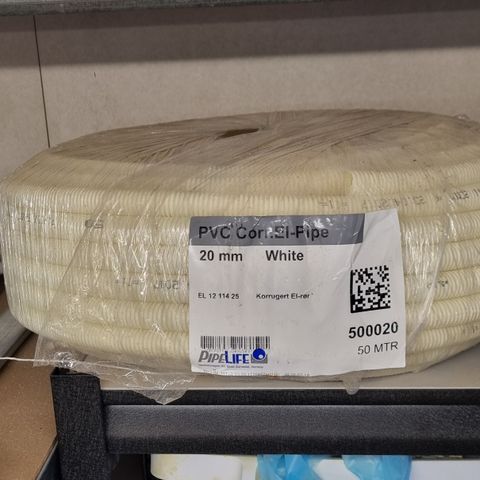 PVC Corr.El-Pipe
20 mm White
EL 12 114 25 Korrugert El-rør
500020
50 MTR
PIPELIFE